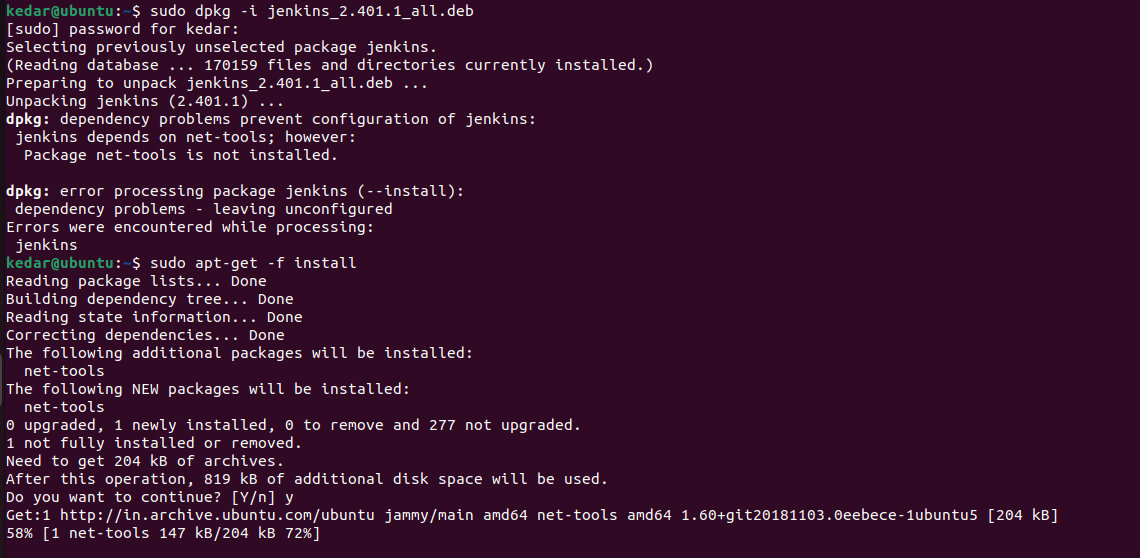 kedar@ubuntu:~$ sudo dpkg -i jenkins_2.401.1_all.deb
[sudo] password for kedar:
Selecting previously unselected package jenkins.
(Reading database ... 170159 files and directories currently installed.)
Preparing to unpack jenkins_2.401.1_all.deb ...
Unpacking jenkins (2.401.1) ...
dpkg: dependency problems prevent configuration of jenkins:
 jenkins depends on net-tools; however:
  Package net-tools is not installed.

dpkg: error processing package jenkins (--install):
 dependency problems - leaving unconfigured
Errors were encountered while processing:
 jenkins
kedar@ubuntu:~$ sudo apt-get -f install
Reading package lists... Done
Building dependency tree... Done
Reading state information... Done
Correcting dependencies... Done
The following additional packages will be installed:
  net-tools
The following NEW packages will be installed:
  net-tools
0 upgraded, 1 newly installed, 0 to remove and 277 not upgraded.
1 not fully installed or removed.
Need to get 204 kB of archives.
After this operation, 819 kB of additional disk space will be used.
Do you want to continue? [Y/n] y
Get:1 http://in.archive.ubuntu.com/ubuntu jammy/main amd64 net-tools amd64 1.60+git20181103.0eebece-1ubuntu5 [204 kB]
58% [1 net-tools 147 kB/204 kB 72%]